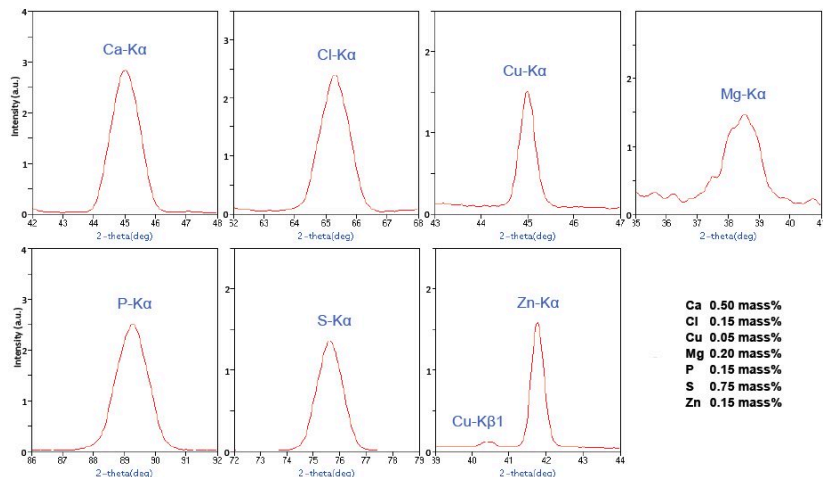 4
3
2
1
0
Intensity (a.u.)
Ca-Kα
42 43 44 45 46 47 48
2-theta(deg)
3
2
1
0
Cl-Kα
52 62 63 64 65 66 67 68
2-theta(deg)
2
1
0
Cu-Kα
43 44 45 46 47
2-theta(deg)
2
1
0
Mg-Kα
35 36 37 38 39 40 41
2-theta(deg)
4
3
2
1
0
Intensity (a.u.)
P-Kα
86 87 88 89 90 91 92
2-theta(deg)
2
1
0
S-Kα
72 73 74 75 76 77 78 79
2-theta(deg)
2
1
0
Zn-Kα
Cu-Kβ1
39 40 41 42 43 44
2-theta(deg)
Ca 0.50 mass%
Cl 0.15 mass%
Cu 0.05 mass%
Mg 0.20 mass%
P 0.15 mass%
S 0.75 mass%
Zn 0.15 mass%